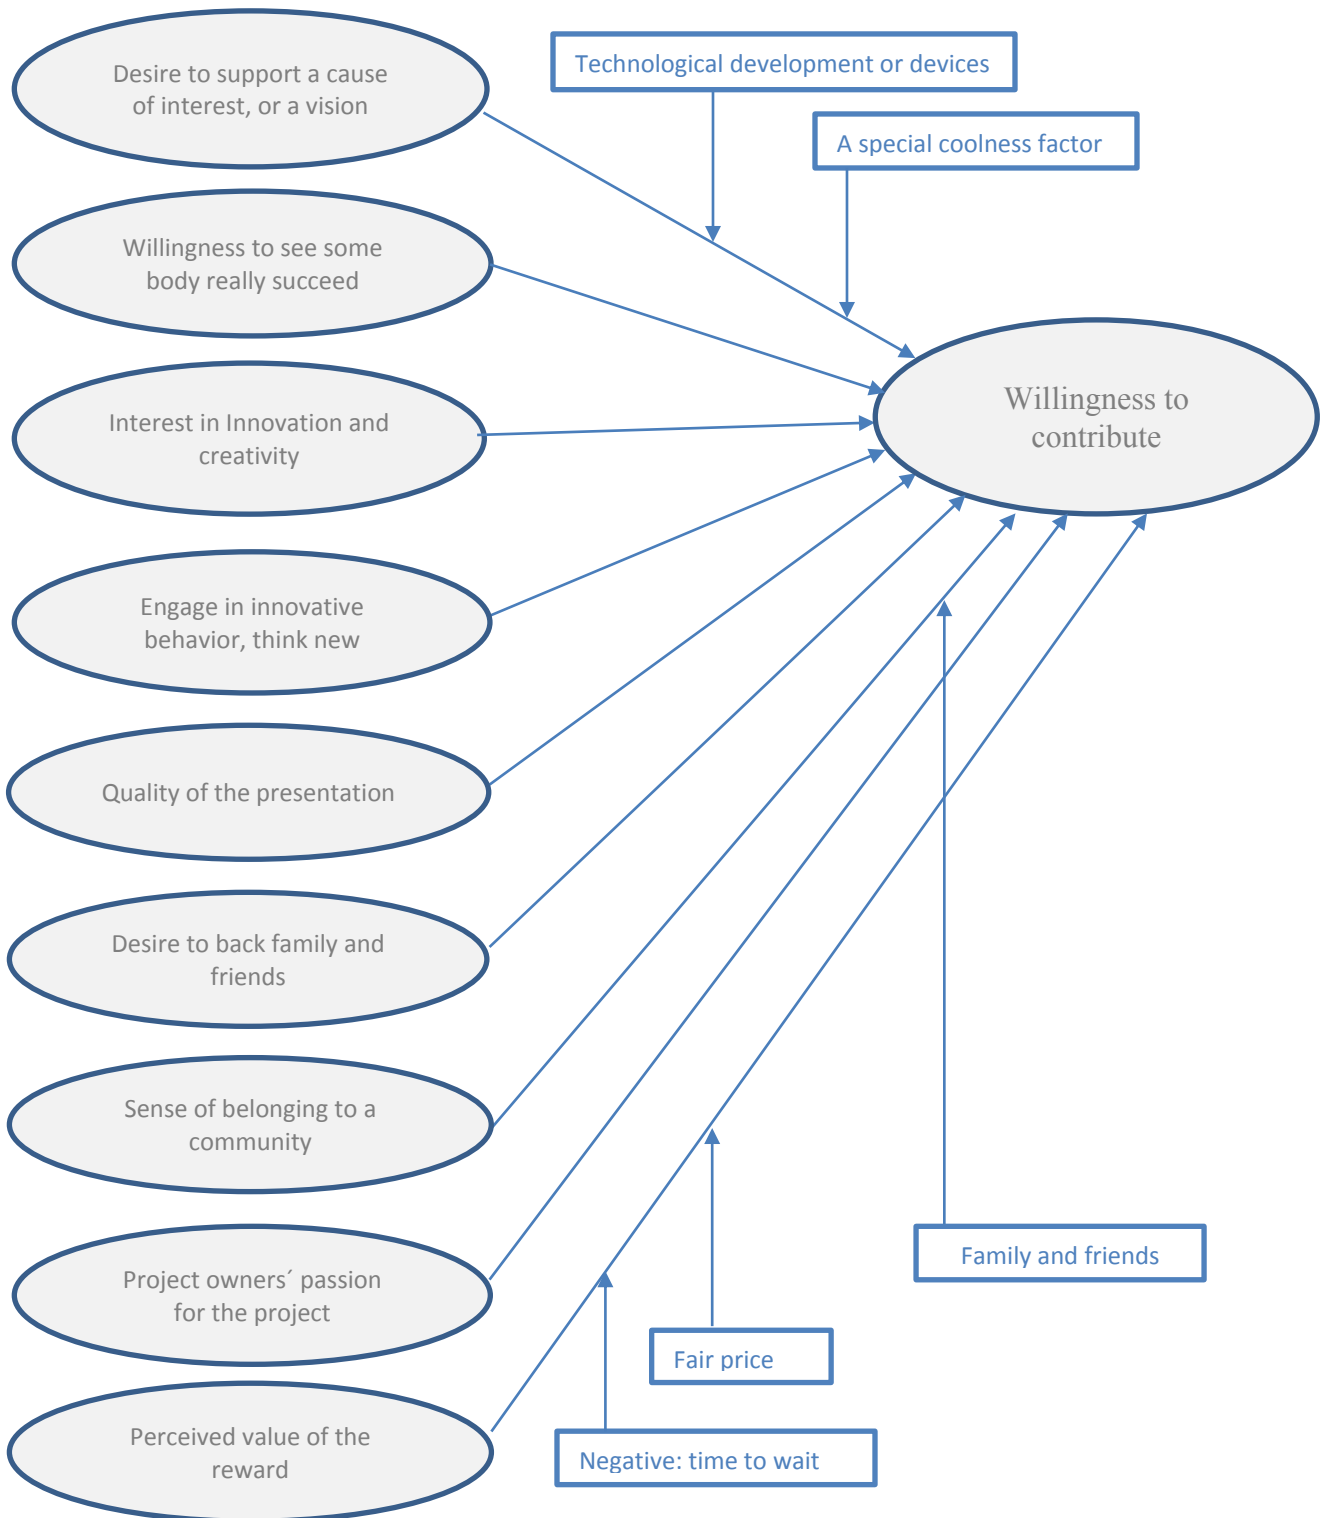 Desire to support a cause
of interest, or a vision
Technological development or devices
A special coolness factor
Willingness to see some
body really succeed
Interest in Innovation and
creativity
Willingness to
contribute
Engage in innovative
behavior, think new
Quality of the presentation
Desire to back family and
friends
Sense of belonging to a
community
Project owners´ passion
for the project
Family and friends
Fair price
Perceived value of the
reward
Negative: time to wait